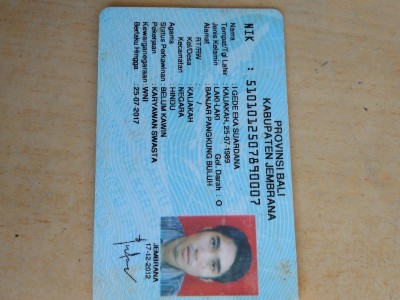 PROVINSI BALI
KABUPATEN JEMBRANA
NIK : 5101012507890007
Nama : I GEDE EKA SUARDANA
Tempat/Tgl Lahir : KALIAKAH, 25-07-1989
Jenis Kelamin : LAKI-LAKI Gol. Darah : O
Alamat : BANJAR PANGKUNG BULUH
RT/RW
Kel/Desa : KALIAKAH
Kecamatan : NEGARA
Agama : HINDU
Status Perkawinan : BELUM KAWIN
Pekerjaan : KARYAWAN SWASTA
Kewarganegaraan : WNI
Berlaku Hingga : 25-07-2017
JEMBRANA
17-12-2012